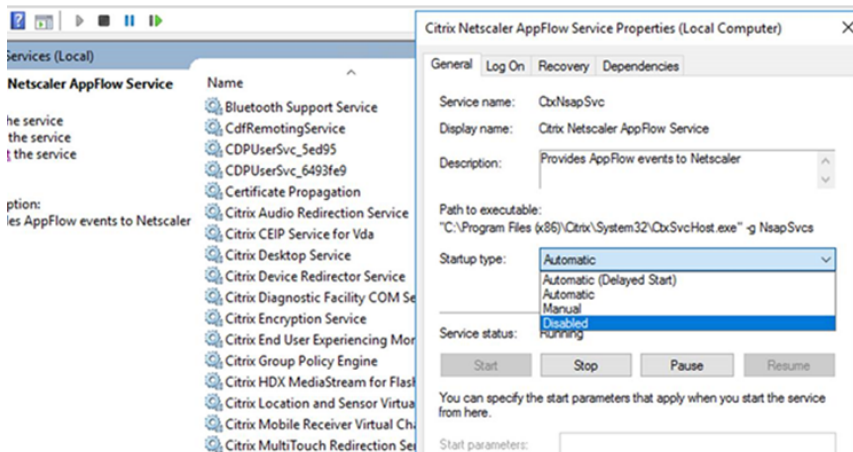 Services (Local)
Netscaler AppFlow Service
he service
the service
t the service
ption:
les AppFlow events to Netscaler
Name
Bluetooth Support Service
CdfRemotingService
CDPUserSvc_5ed95
CDPUserSvc_6493fe9
Certificate Propagation
Citrix Audio Redirection Service
Citrix CEIP Service for Vda
Citrix Desktop Service
Citrix Device Redirector Service
Citrix Diagnostic Facility COM Se
Citrix Encryption Service
Citrix End User Experiencing Mor
Citrix Group Policy Engine
Citrix HDX MediaStream for Flash
Citrix Location and Sensor Virtua
Citrix Mobile Receiver Virtual Cha
Citrix MultiTouch Redirection Ser
Citrix Netscaler AppFlow Service Properties (Local Computer)
General Log On Recovery Dependencies
Service name: CtxNsapSvc
Display name: Citrix Netscaler AppFlow Service
Description: Provides AppFlow events to Netscaler
Path to executable:
"C:\Program Files (x86)\Citrix\System32\CtxSvcHost.exe" -g NsapSvcs
Startup type: Automatic
Automatic (Delayed Start)
Automatic
Manual
Disabled
Service status: Running
Start Stop Pause Resume
You can specify the start parameters that apply when you start the service
from here.
Start parameters: